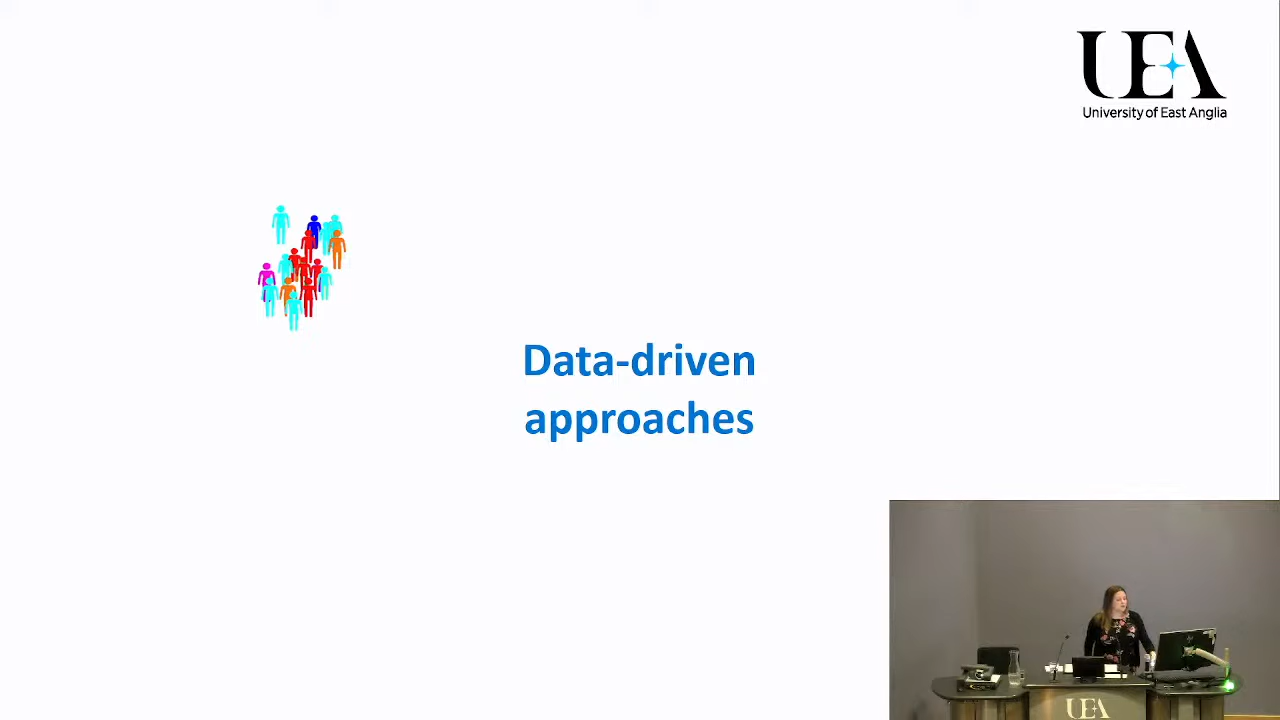 UEA
University of East Anglia
Data-driven
approaches
UEA